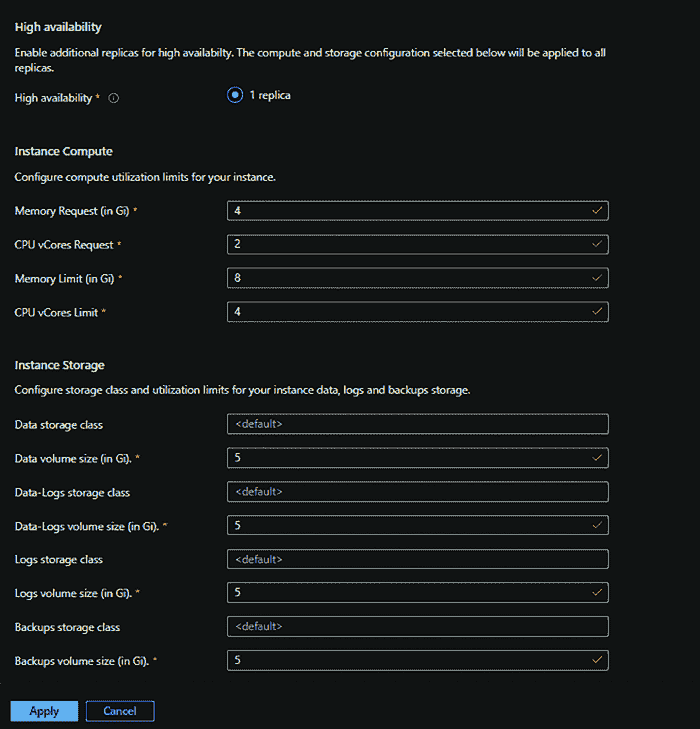 High availability
Enable additional replicas for high availabilty. The compute and storage configuration selected below will be applied to all
replicas.
High availability * 1 replica
Instance Compute
Configure compute utilization limits for your instance.
Memory Request (in Gi) * 4
CPU vCores Request * 2
Memory Limit (in Gi) * 8
CPU vCores Limit * 4
Instance Storage
Configure storage class and utilization limits for your instance data, logs and backups storage.
Data storage class <default>
Data volume size (in Gi). * 5
Data-Logs storage class <default>
Data-Logs volume size (in Gi). * 5
Logs storage class <default>
Logs volume size (in Gi). * 5
Backups storage class <default>
Backups volume size (in Gi). * 5
Apply Cancel